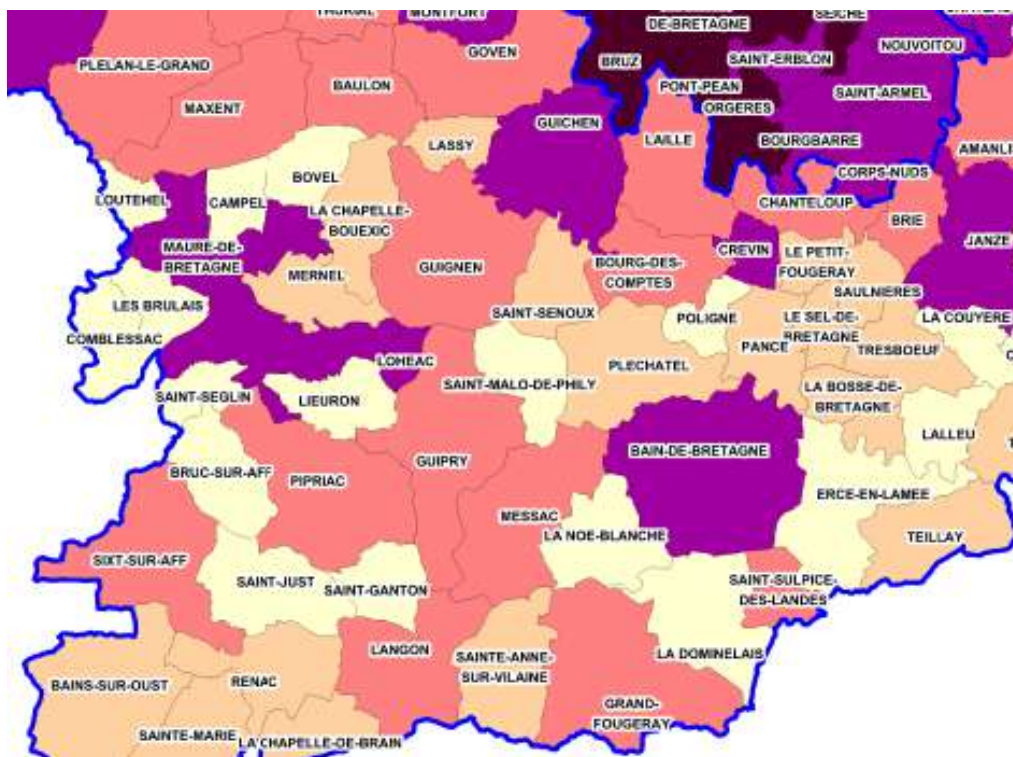 MONTFORT
SEICHE
DE-BRETAGNE
NOUVOITOU
GOVEN
PLELAN-LE-GRAND
BRUZ
SAINT-ERBLON
BAULON
PONT-PEAN
SAINT-ARMEL
MAXENT
ORGERES
GUICHEN
LASSY
LAILLE
BOURGBARRE
AMANLI
BOVEL
CORPS-NUDS
LOUTEHEL
CAMPEL
CHANTELOUP
LA CHAPELLE-
BOUEXIC
BRIE
MAURE-DE-
BRETAGNE
CREVIN
LE PETIT-
FOUGERAY
JANZE
MERNEL
GUIGNEN
BOURG-DES-
COMPTES
SAULNIERES
LES BRULAIS
SAINT-SENOUX
POLIGNE
LE SEL-DE-
BRETAGNE
LA COUYERE
COMBLESSAC
PANCE
TRESBOEUF
LOHEAC
PLECHATEL
SAINT-MALO-DE-PHILY
SAINT-SEGLIN
LIEURON
LA BOSSE-DE-
BRETAGNE
LALLEU
BAIN-DE-BRETAGNE
GUIPRY
BRUC-SUR-AFF
PIPRIAC
ERCE-EN-LAMEE
MESSAC
LA NOE-BLANCHE
TEILLAY
SIXT-SUR-AFF
SAINT-JUST
SAINT-GANTON
SAINT-SULPICE-
DES-LANDES
LANGON
SAINTE-ANNE-
SUR-VILAINE
LA DOMINELAIS
RENAC
BAINS-SUR-OUST
GRAND-
FOUGERAY
SAINTE-MARIE
LA CHAPELLE-DE-BRAIN